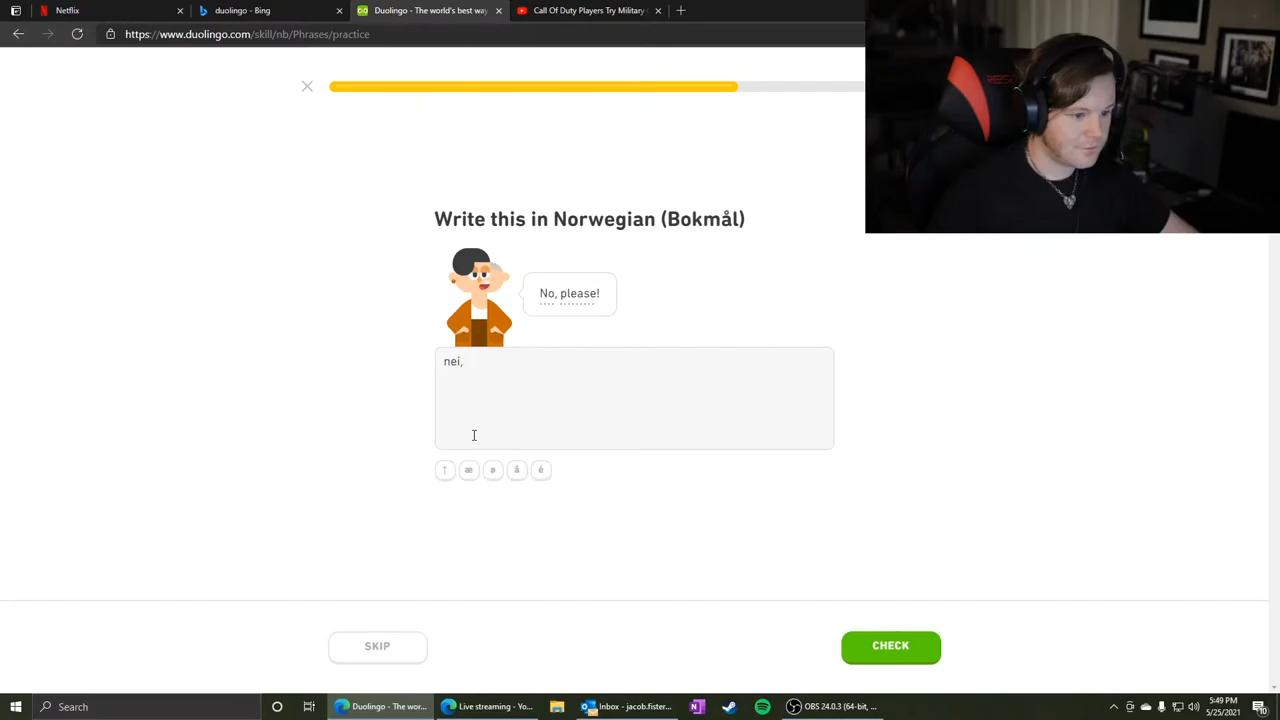 Netflix
duolingo - Bing
Duolingo - The world's best way
Call Of Duty Players Try Military
https://www.duolingo.com/skill/nb/Phrases/practice
Write this in Norwegian (Bokmål)
No, please!
nei,
↑ æ ø å é
SKIP
CHECK
Search
Duolingo - The wor...
Live streaming - Yo...
Inbox - jacob.fister...
OBS 24.0.3 (64-bit, ...
5:49 PM
5/25/2021